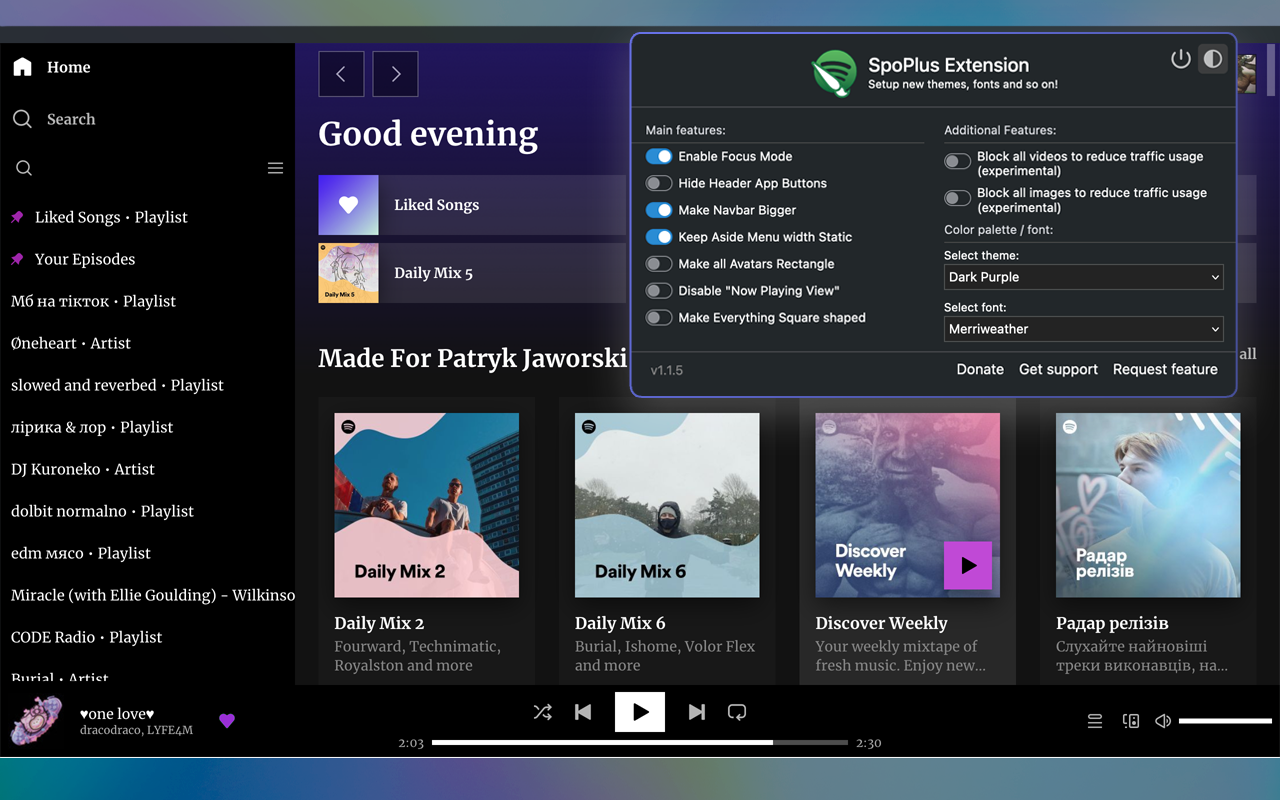 Home
Search
Liked Songs • Playlist
Your Episodes
Мб на тікток • Playlist
Øneheart • Artist
slowed and reverbed • Playlist
лірика & лор • Playlist
DJ Kuroneko • Artist
dolbit normalno • Playlist
edm мясо • Playlist
Miracle (with Ellie Goulding) - Wilkinso
CODE Radio • Playlist
Burial • Artist
Good evening
Liked Songs
Daily Mix 5
Daily Mix 5
Made For Patryk Jaworski
all
SpoPlus Extension
Setup new themes, fonts and so on!
Main features:
Enable Focus Mode
Hide Header App Buttons
Make Navbar Bigger
Keep Aside Menu width Static
Make all Avatars Rectangle
Disable "Now Playing View"
Make Everything Square shaped
Additional Features:
Block all videos to reduce traffic usage
(experimental)
Block all images to reduce traffic usage
(experimental)
Color palette / font:
Select theme:
Dark Purple
Select font:
Merriweather
v1.1.5
Donate
Get support
Request feature
Daily Mix 2
Daily Mix 2
Fourward, Technimatic,
Royalston and more
Daily Mix 6
Daily Mix 6
Burial, Ishome, Volor Flex
and more
Discover
Weekly
Discover Weekly
Your weekly mixtape of
fresh music. Enjoy new...
Радар
релізів
Радар релізів
Слухайте найновіші
треки виконавців, на...
♥one love♥
dracodraco, LYFE4M
2:03
2:30